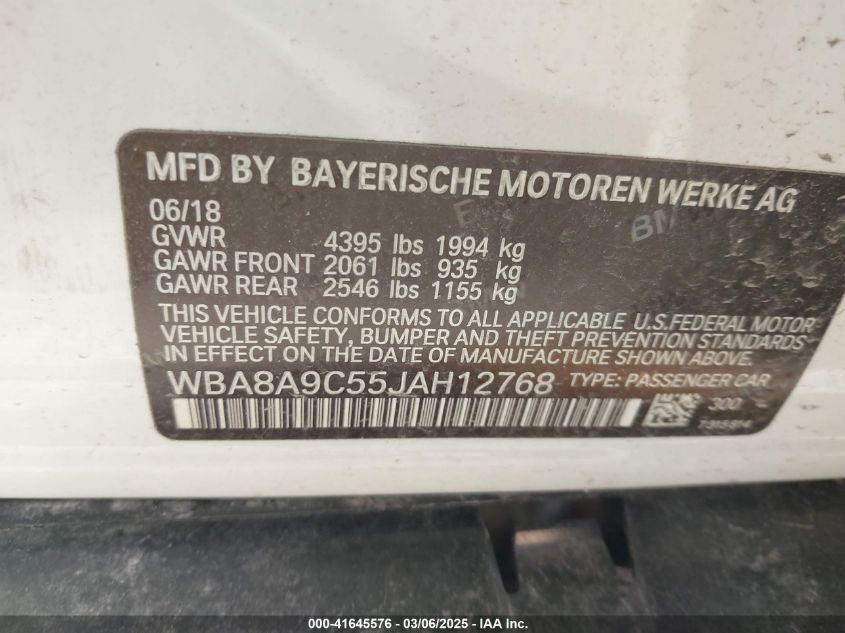 MFD BY BAYERISCHE MOTOREN WERKE AG
06/18
GVWR 4395 lbs 1994 kg
GAWR FRONT 2061 lbs 935 kg
GAWR REAR 2546 lbs 1155 kg
THIS VEHICLE CONFORMS TO ALL APPLICABLE U.S.FEDERAL MOTOR
VEHICLE SAFETY, BUMPER AND THEFT PREVENTION STANDARDS
IN EFFECT ON THE DATE OF MANUFACTURE SHOWN ABOVE.
WBA8A9C55JAH12768 TYPE: PASSENGER CAR
300
000-41645576 - 03/06/2025 - IAA Inc.